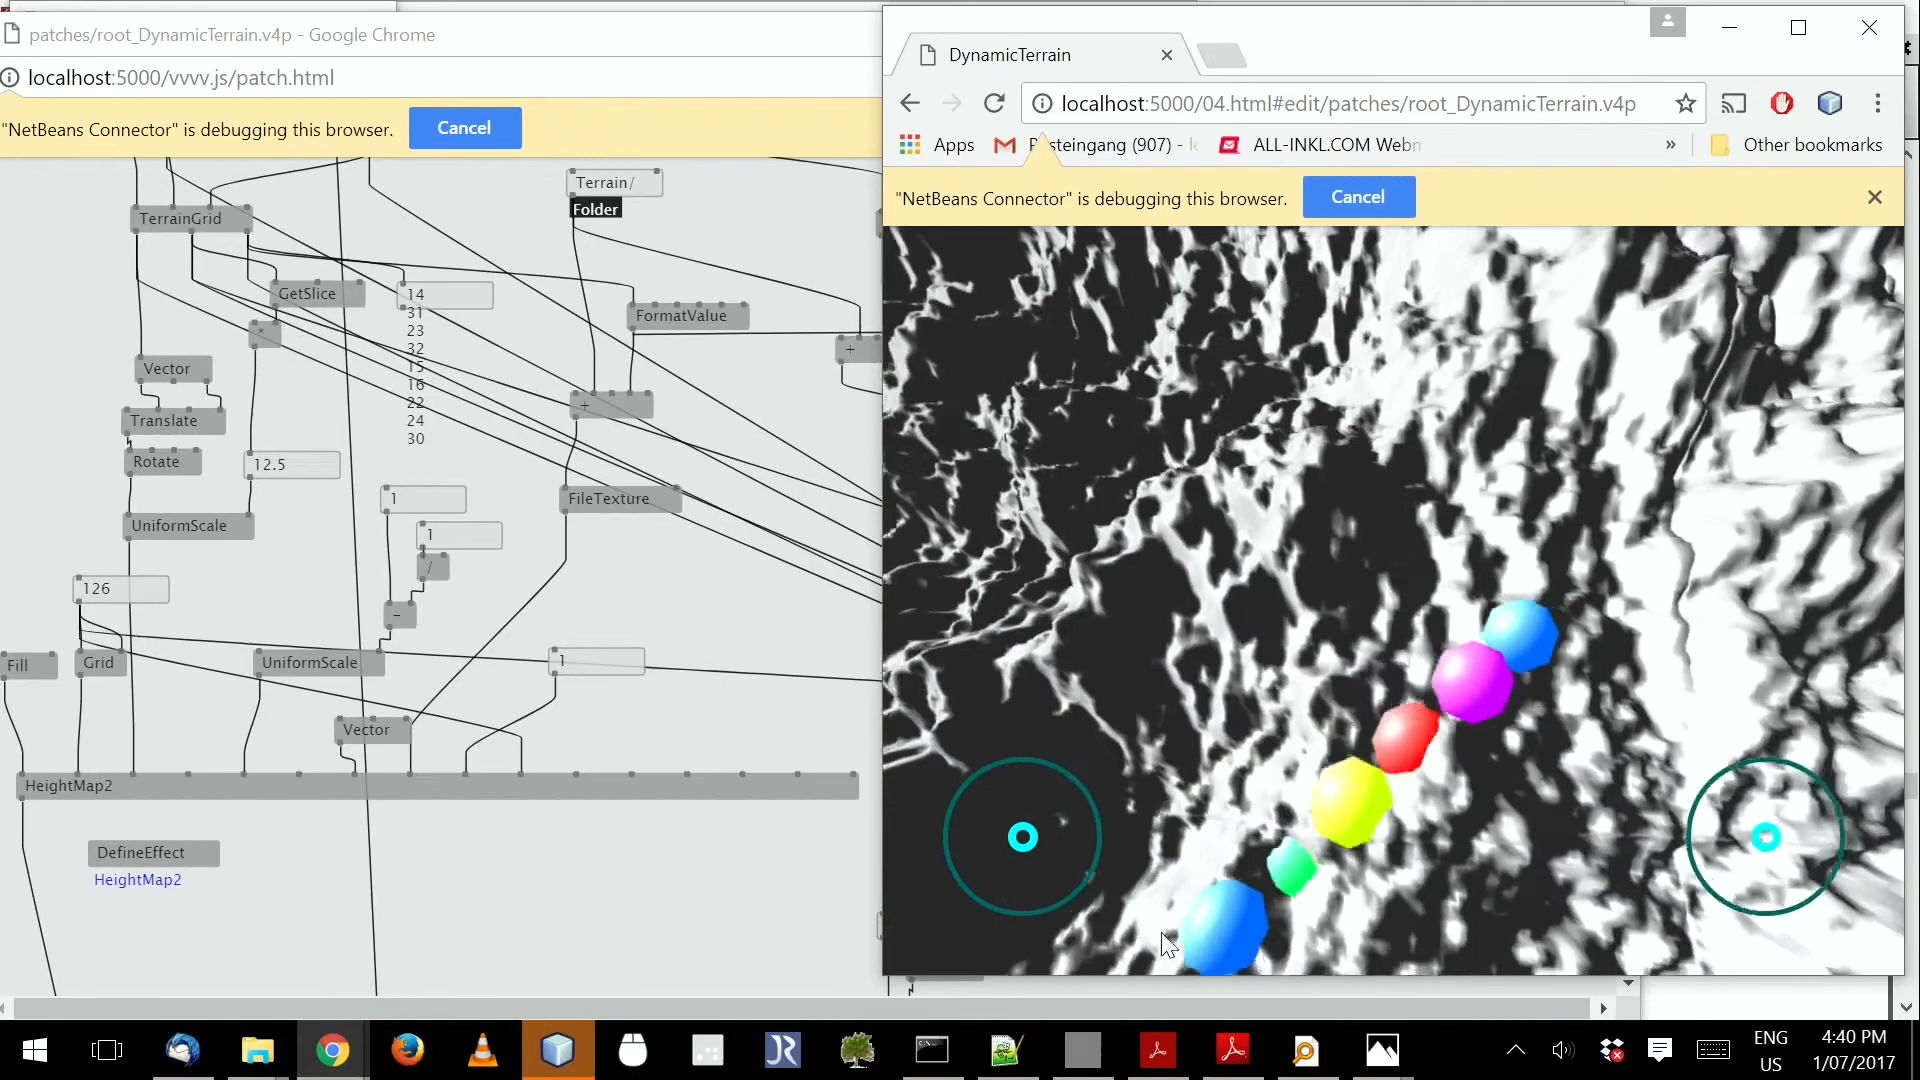 patches/root_DynamicTerrain.v4p - Google Chrome
localhost:5000/vvvv.js/patch.html
"NetBeans Connector" is debugging this browser.
Cancel
TerrainGrid
Terrain/
Folder
GetSlice
14
31
23
32
15
16
22
24
30
*
FormatValue
+
Vector
+
Translate
Rotate
12.5
1
FileTexture
1
UniformScale
/
126
-
Fill
Grid
UniformScale
1
Vector
HeightMap2
DefineEffect
HeightMap2
DynamicTerrain
localhost:5000/04.html#edit/patches/root_DynamicTerrain.v4p
Apps
ALL-INKL.COM Webm
»
Other bookmarks
"NetBeans Connector" is debugging this browser.
Cancel
ENG
US
4:40 PM
1/07/2017